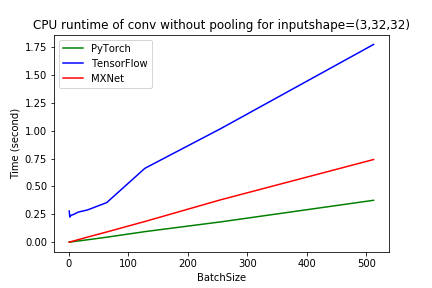 CPU runtime of conv without pooling for inputshape=(3,32,32)
PyTorch
TensorFlow
MXNet
Time (second)
1.75
1.50
1.25
1.00
0.75
0.50
0.25
0.00
0
100
200
300
400
500
BatchSize